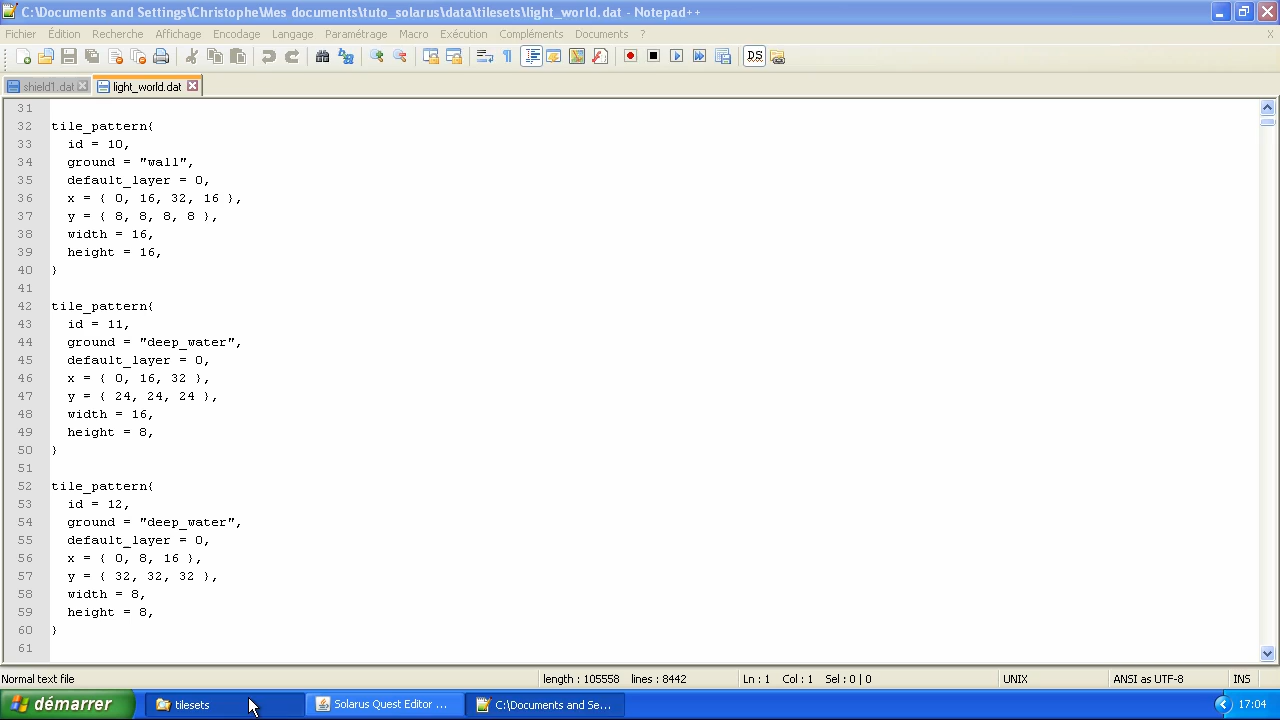 C:\Documents and Settings\Christophe\Mes documents\tuto_solarus\data\tilesets\light_world.dat - Notepad++
Fichier Édition Recherche Affichage Encodage Langage Paramétrage Macro Exécution Compléments Documents ? X
shield1.dat light_world.dat
31
32 tile_pattern{
33 id = 10,
34 ground = "wall",
35 default_layer = 0,
36 x = { 0, 16, 32, 16 },
37 y = { 8, 8, 8, 8 },
38 width = 16,
39 height = 16,
40 }
41
42 tile_pattern{
43 id = 11,
44 ground = "deep_water",
45 default_layer = 0,
46 x = { 0, 16, 32 },
47 y = { 24, 24, 24 },
48 width = 16,
49 height = 8,
50 }
51
52 tile_pattern{
53 id = 12,
54 ground = "deep_water",
55 default_layer = 0,
56 x = { 0, 8, 16 },
57 y = { 32, 32, 32 },
58 width = 8,
59 height = 8,
60 }
61
Normal text file length : 105558 lines : 8442 Ln : 1 Col : 1 Sel : 0 | 0 UNIX ANSI as UTF-8 INS
démarrer tilesets Solarus Quest Editor ... C:\Documents and Se... 17:04